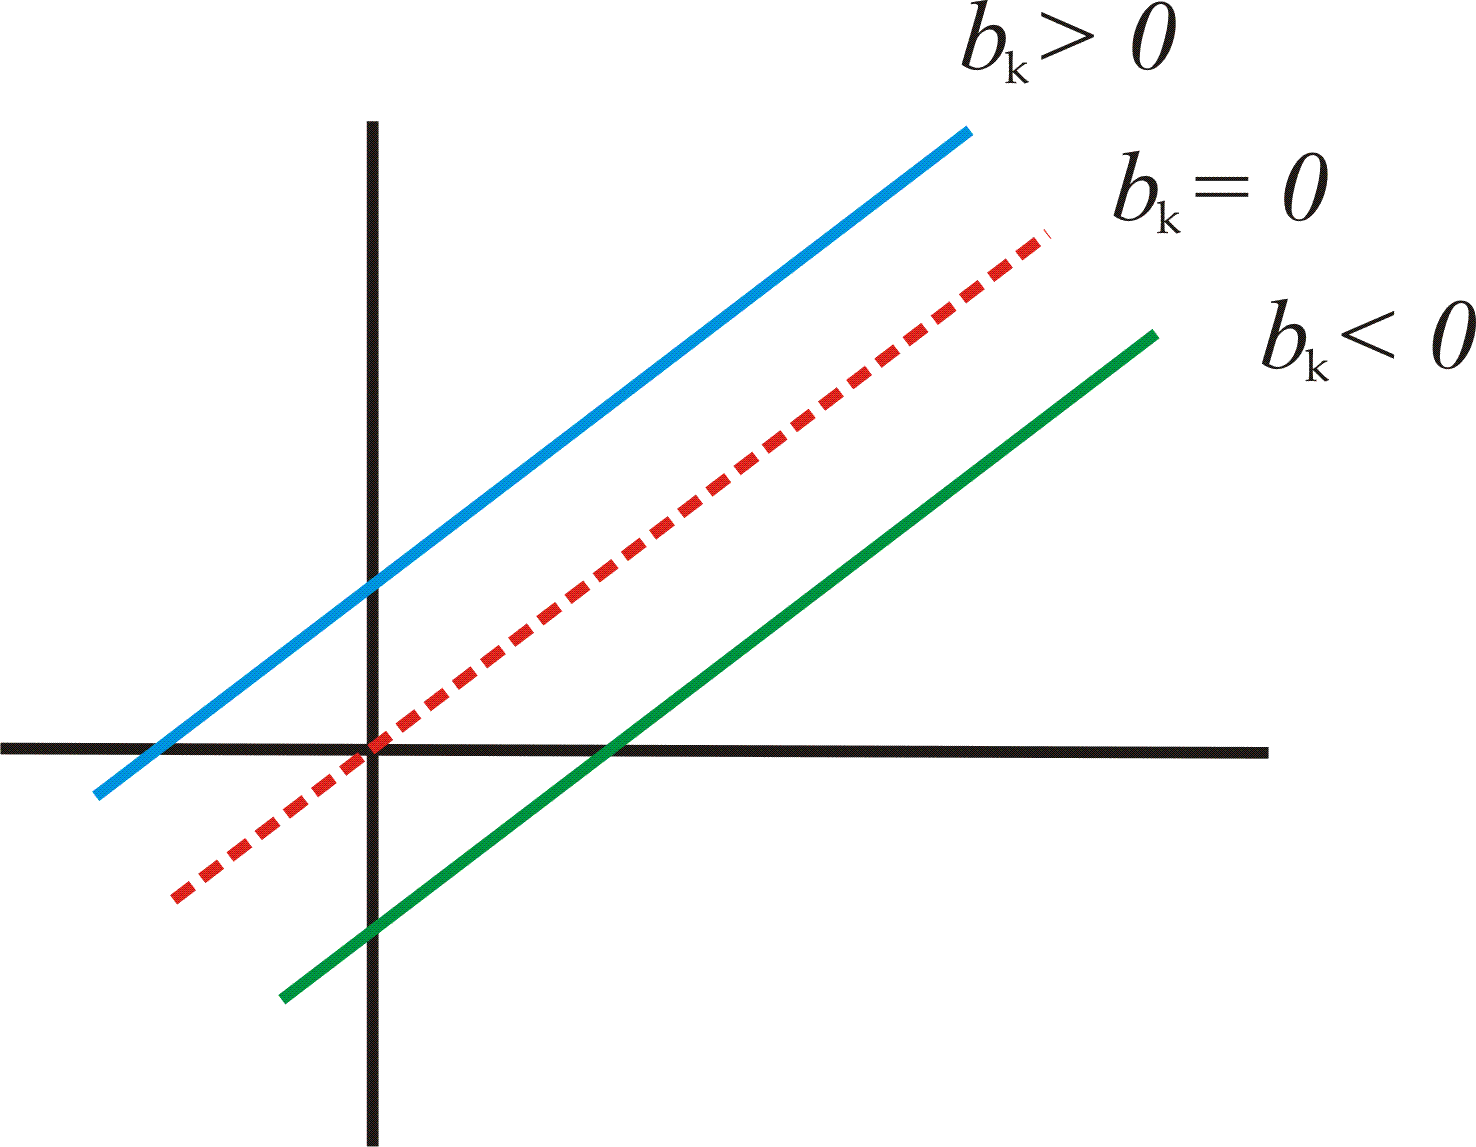 bk > 0
bk = 0
bk < 0